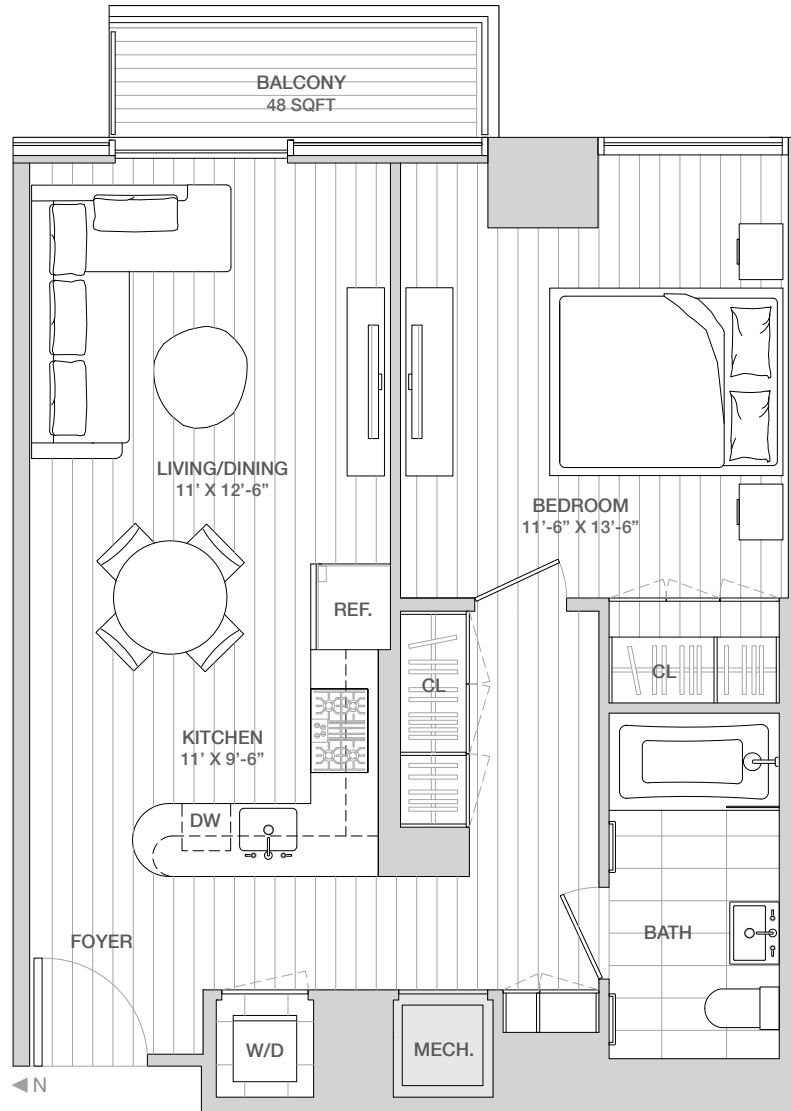 BALCONY
48 SQFT
LIVING/DINING
11’ X 12’-6”
BEDROOM
11’-6” X 13’-6”
REF.
CL
CL
KITCHEN
11’ X 9’-6”
DW
FOYER
BATH
W/D
MECH.
N